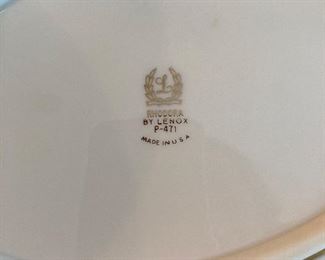 L
RHODORA
BY LENOX
P-471
MADE IN U.S.A